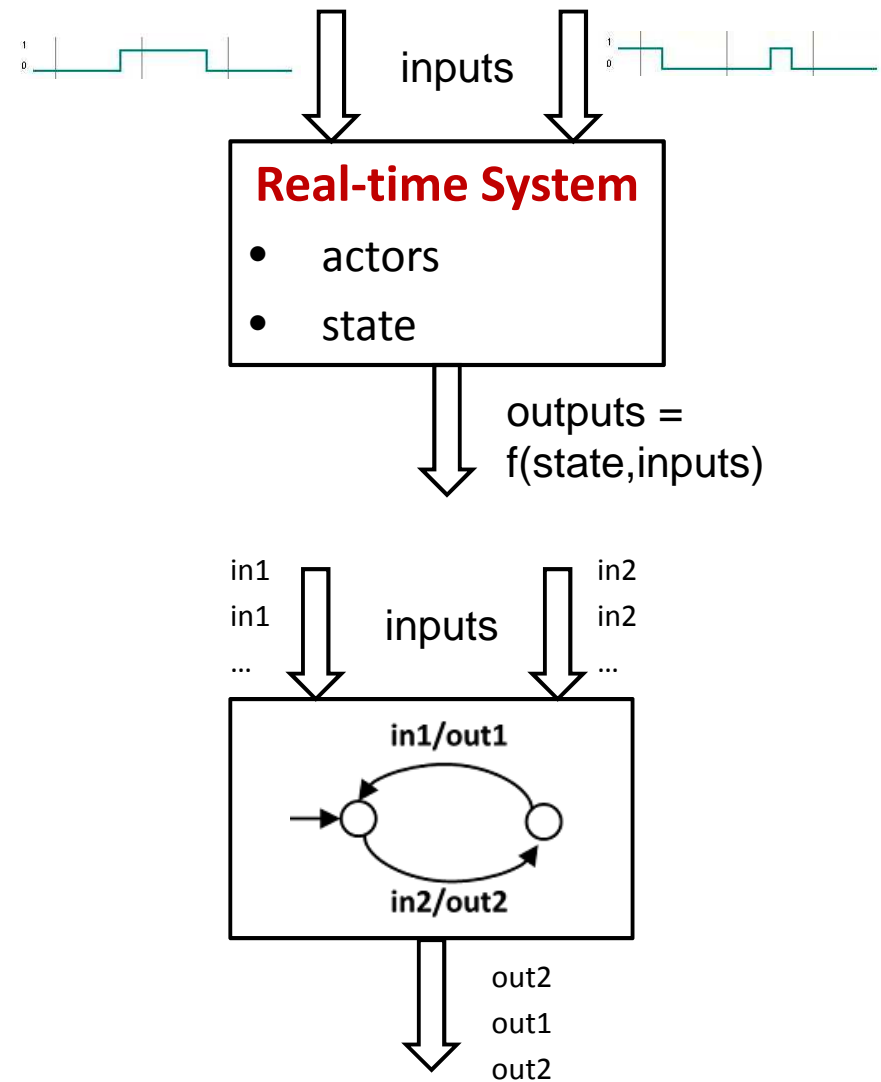 1
0
inputs
1
0
Real-time System
• actors
• state
outputs =
f(state,inputs)
in1
in1
...
inputs
in2
in2
...
in1/out1
in2/out2
out2
out1
out2